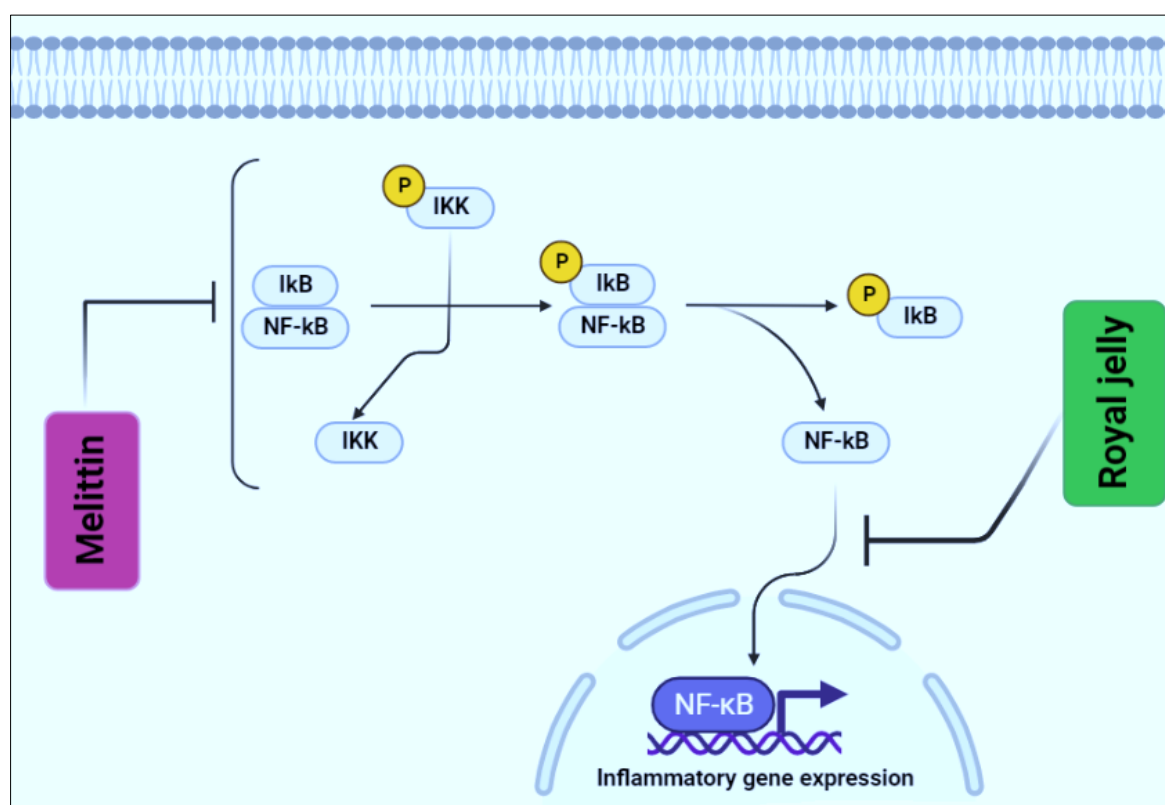 P
IKK
IkB
NF-kB
P
IkB
NF-kB
P
IkB
IKK
NF-kB
Melittin
Royal jelly
NF-κB
Inflammatory gene expression